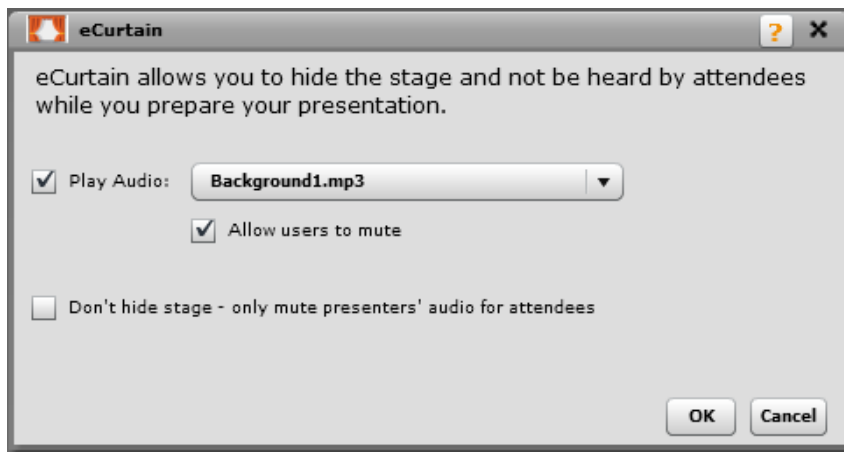 eCurtain
?
eCurtain allows you to hide the stage and not be heard by attendees
while you prepare your presentation.
Play Audio: Background1.mp3
Allow users to mute
Don't hide stage - only mute presenters' audio for attendees
OK Cancel